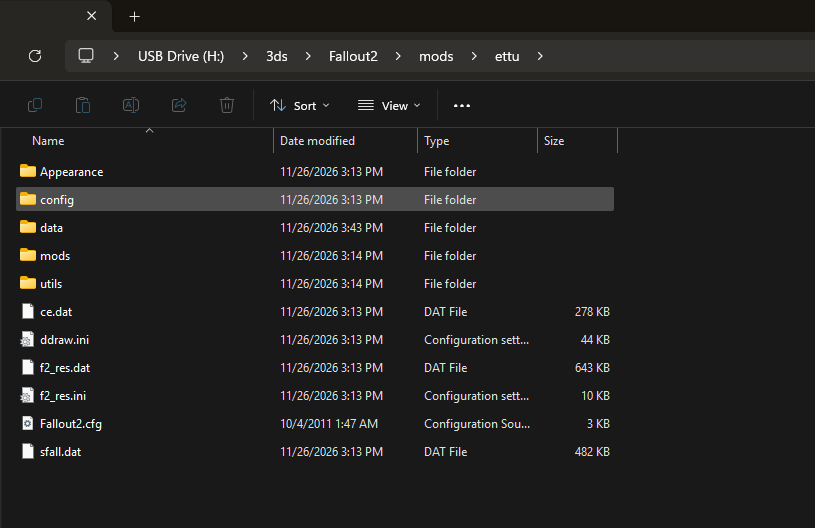 USB Drive (H:) 3ds Fallout2 mods ettu
Sort View
Name Date modified Type Size
Appearance 11/26/2026 3:13 PM File folder
config 11/26/2026 3:13 PM File folder
data 11/26/2026 3:43 PM File folder
mods 11/26/2026 3:14 PM File folder
utils 11/26/2026 3:14 PM File folder
ce.dat 11/26/2026 3:13 PM DAT File 278 KB
ddraw.ini 11/26/2026 3:13 PM Configuration sett... 44 KB
f2_res.dat 11/26/2026 3:13 PM DAT File 643 KB
f2_res.ini 11/26/2026 3:13 PM Configuration sett... 10 KB
Fallout2.cfg 10/4/2011 1:47 AM Configuration Sou... 3 KB
sfall.dat 11/26/2026 3:13 PM DAT File 482 KB